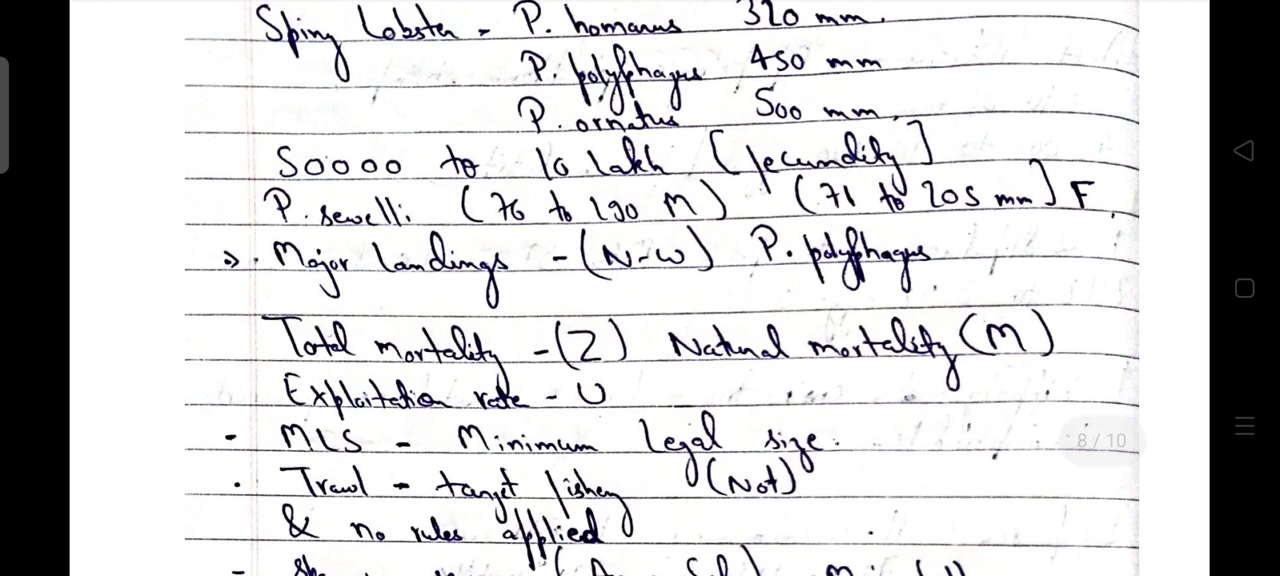 Spiny Lobster - P. homarus 320 mm.
P. polyphagus 450 mm
P. ornatus 500 mm.
50000 to 10 lakh [fecundity]
P. sewelli (76 to 190 M) (71 to 205 mm] F
→ Major Landings - (N-W) P. polyphagus
Total mortality - (Z) Natural mortality (M)
Exploitation rate - U
- MLS - Minimum legal size.
. Trawl - target fishery (Not)
& no rules applied
8/10